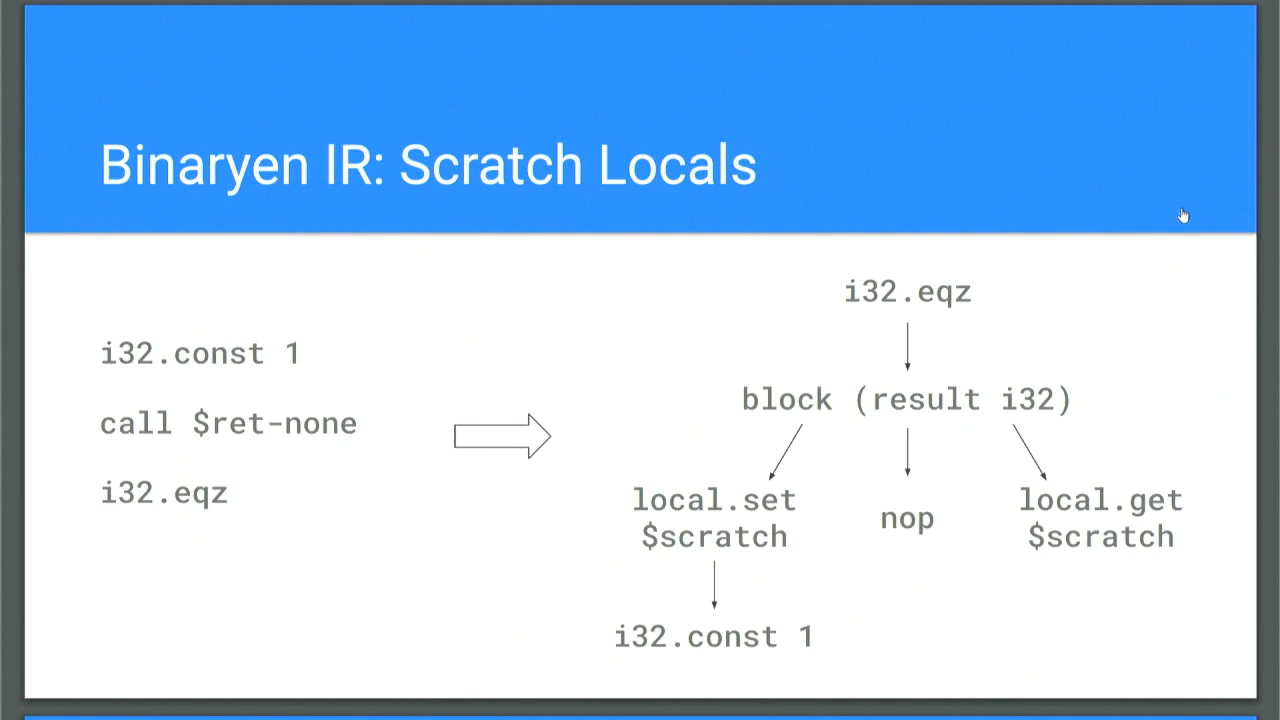 Binaryen IR: Scratch Locals
i32.const 1
call $ret-none
i32.eqz
i32.eqz
block (result i32)
local.set
$scratch
nop
local.get
$scratch
i32.const 1